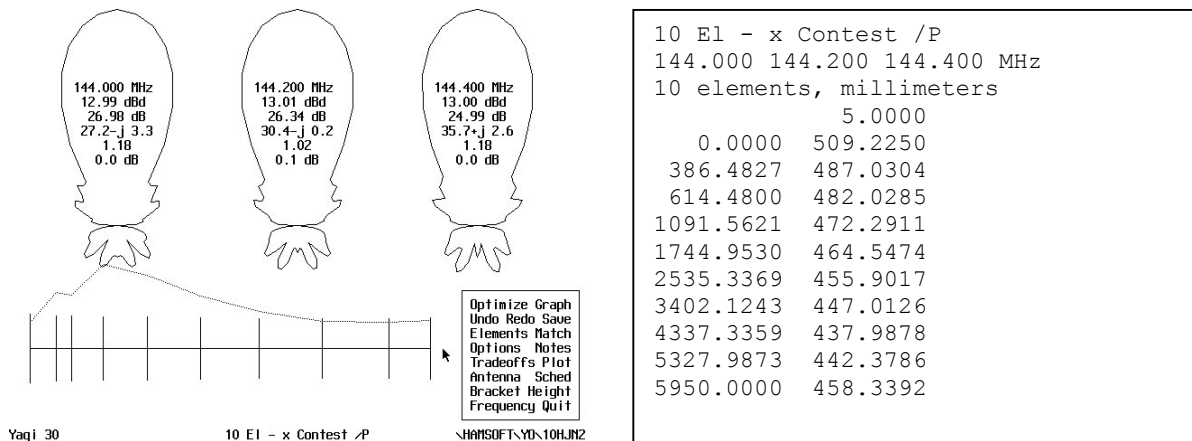 144.000 MHz
12.99 dBd
26.98 dB
27.2-j 3.3
1.18
0.0 dB
144.200 MHz
13.01 dBd
26.34 dB
30.4-j 0.2
1.02
0.1 dB
144.400 MHz
13.00 dBd
24.99 dB
35.7+j 2.6
1.18
0.0 dB
Optimize Graph
Undo Redo Save
Elements Match
Options Notes
Tradeoffs Plot
Antenna Sched
Bracket Height
Frequency Quit
Yagi 30
10 El - x Contest /P
\HAMSOFT\YO\10HJN2
10 El - x Contest /P
144.000 144.200 144.400 MHz
10 elements, millimeters
5.0000
0.0000 509.2250
386.4827 487.0304
614.4800 482.0285
1091.5621 472.2911
1744.9530 464.5474
2535.3369 455.9017
3402.1243 447.0126
4337.3359 437.9878
5327.9873 442.3786
5950.0000 458.3392